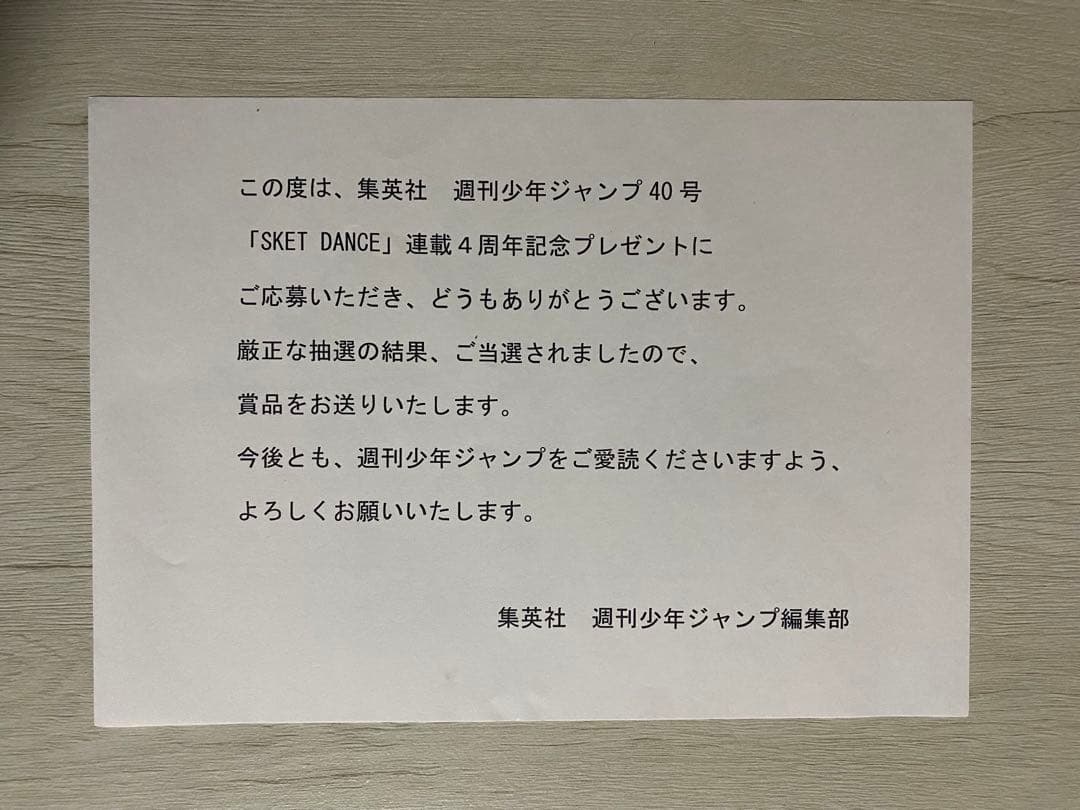 この度は、集英社　週刊少年ジャンプ40号
「SKET DANCE」連載４周年記念プレゼントに
ご応募いただき、どうもありがとうございます。
厳正な抽選の結果、ご当選されましたので、
賞品をお送りいたします。
今後とも、週刊少年ジャンプをご愛読くださいますよう、
よろしくお願いいたします。
集英社　週刊少年ジャンプ編集部